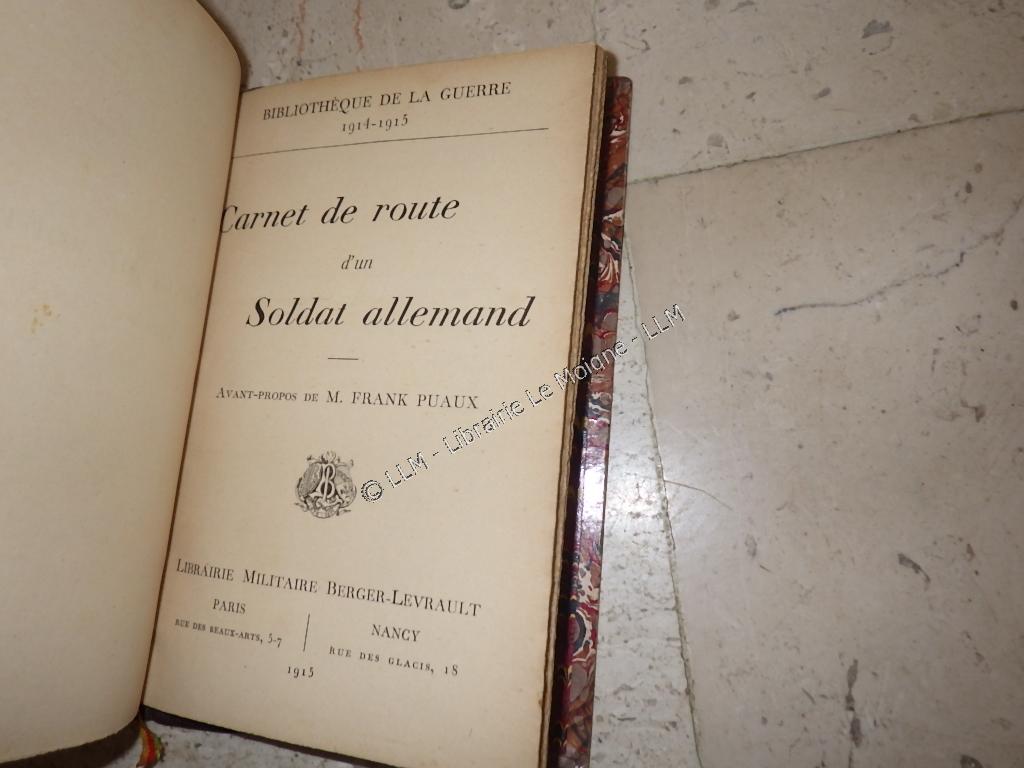 BIBLIOTHÈQUE DE LA GUERRE
1914-1915
Carnet de route
d'un
Soldat allemand
AVANT-PROPOS DE M. FRANK PUAUX
© LLM - Librairie Le Moigne - LLM
LIBRAIRIE MILITAIRE BERGER-LEVRAULT
PARIS
RUE DES BEAUX-ARTS, 5-7
NANCY
RUE DES GLACIS, 18
1915